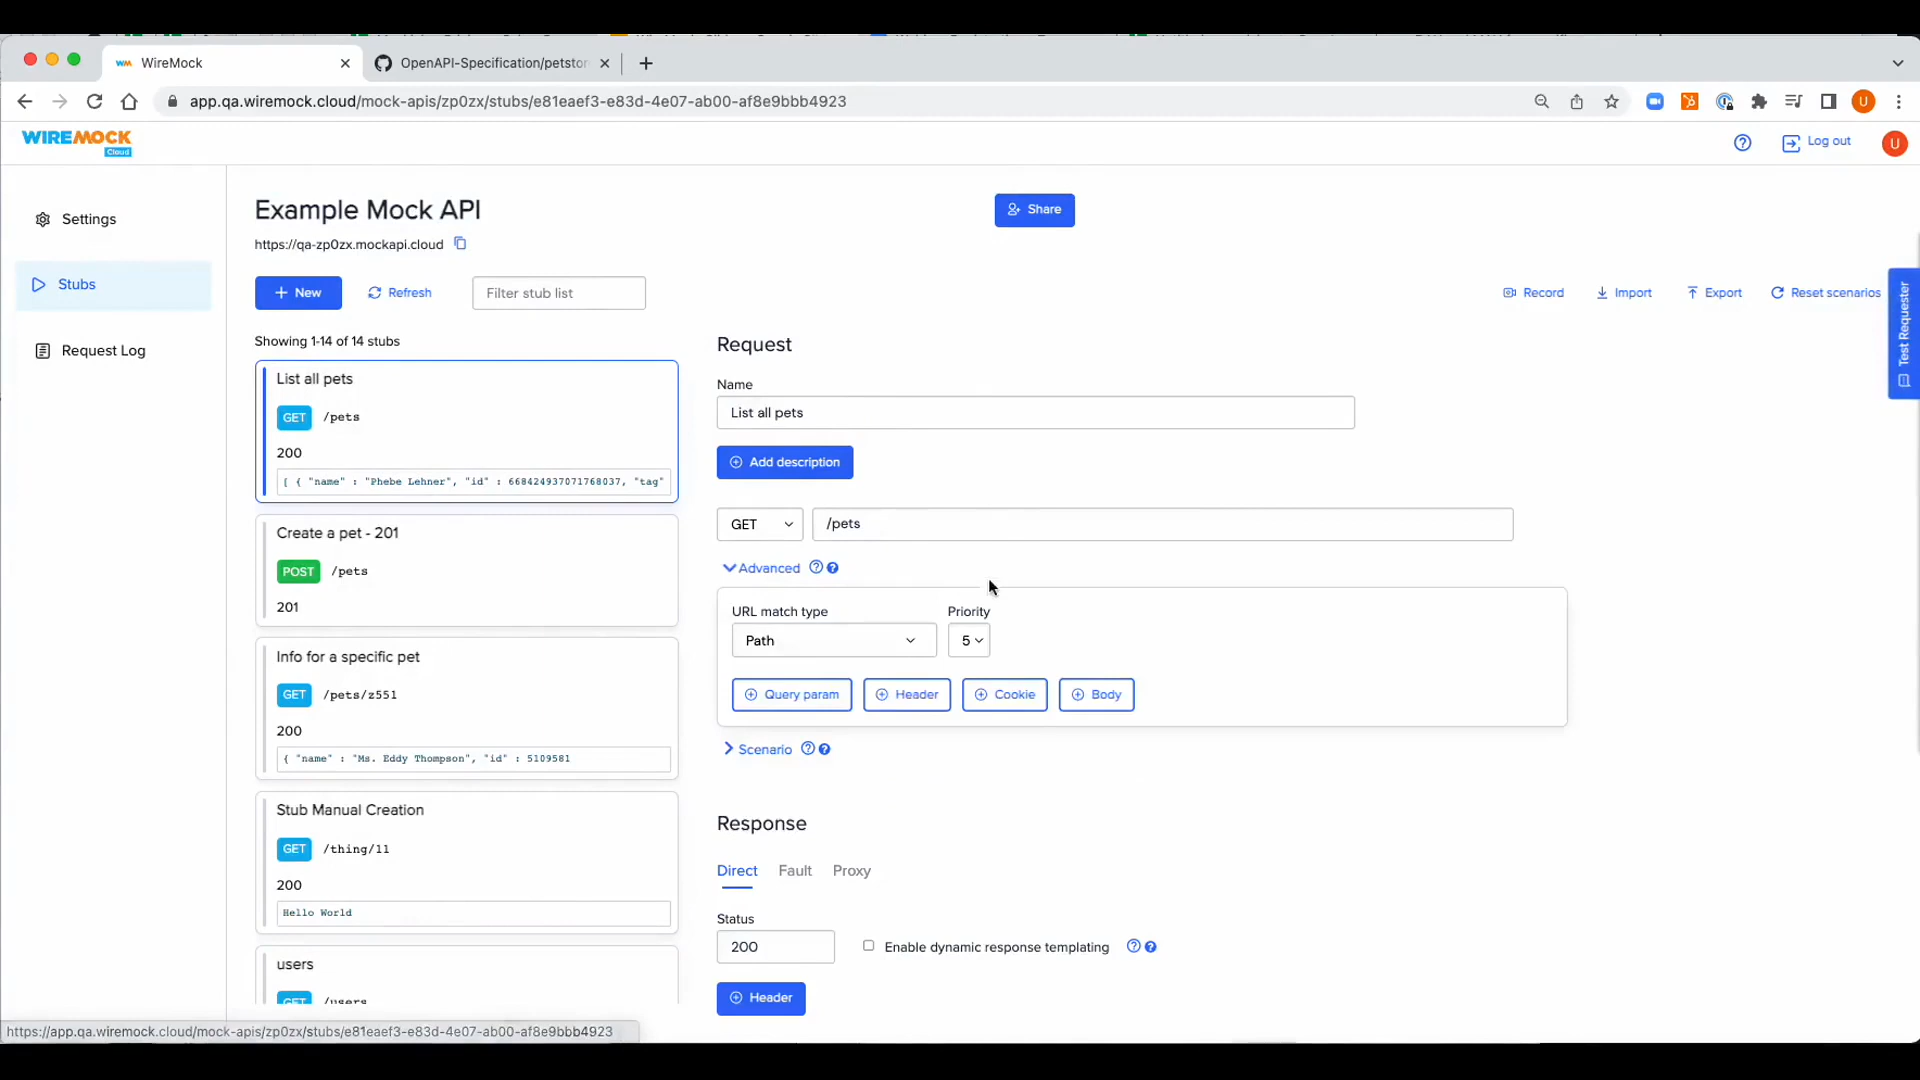 WireMock
OpenAPI-Specification/petstor
app.qa.wiremock.cloud/mock-apis/zp0zx/stubs/e81eaef3-e83d-4e07-ab00-af8e9bbb4923
U
WIREMOCK
Cloud
Log out
U
Settings
Stubs
Request Log
Example Mock API
Share
https://qa-zp0zx.mockapi.cloud
New
Refresh
Filter stub list
Record
Import
Export
Reset scenarios
Test Requester
Showing 1-14 of 14 stubs
List all pets
GET /pets
200
[ { "name" : "Phebe Lehner", "id" : 668424937071768037, "tag"
Create a pet - 201
POST /pets
201
Info for a specific pet
GET /pets/z551
200
{ "name" : "Ms. Eddy Thompson", "id" : 5109581
Stub Manual Creation
GET /thing/11
200
Hello World
users
GET /users
Request
Name
List all pets
Add description
GET /pets
Advanced
URL match type Priority
Path 5
Query param Header Cookie Body
Scenario
Response
Direct Fault Proxy
Status
200 Enable dynamic response templating
Header
https://app.qa.wiremock.cloud/mock-apis/zp0zx/stubs/e81eaef3-e83d-4e07-ab00-af8e9bbb4923